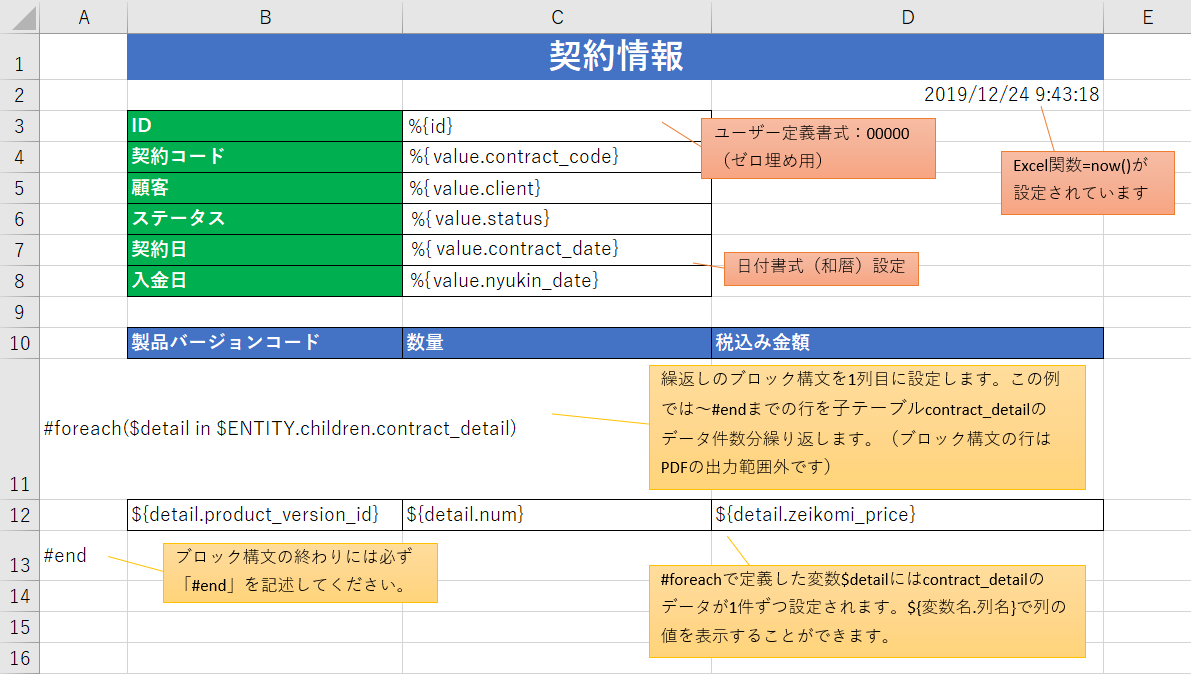 A B C D E
1 契約情報
2 2019/12/24 9:43:18
3 ID %{id}
ユーザー定義書式：00000
（ゼロ埋め用）
4 契約コード %{value.contract_code}
Excel関数=now()が
設定されています
5 顧客 %{value.client}
6 ステータス %{value.status}
7 契約日 %{value.contract_date}
日付書式（和暦）設定
8 入金日 %{value.nyukin_date}
9
10 製品バージョンコード 数量 税込み金額
繰返しのブロック構文を1列目に設定します。この例
では～#endまでの行を子テーブルcontract_detailの
データ件数分繰り返します。（ブロック構文の行は
PDFの出力範囲外です）
11 #foreach($detail in $ENTITY.children.contract_detail)
12 ${detail.product_version_id} ${detail.num} ${detail.zeikomi_price}
13 #end
ブロック構文の終わりには必ず
「#end」を記述してください。
#foreachで定義した変数$detailにはcontract_detailの
データが1件ずつ設定されます。${変数名.列名}で列の
値を表示することができます。
14
15
16